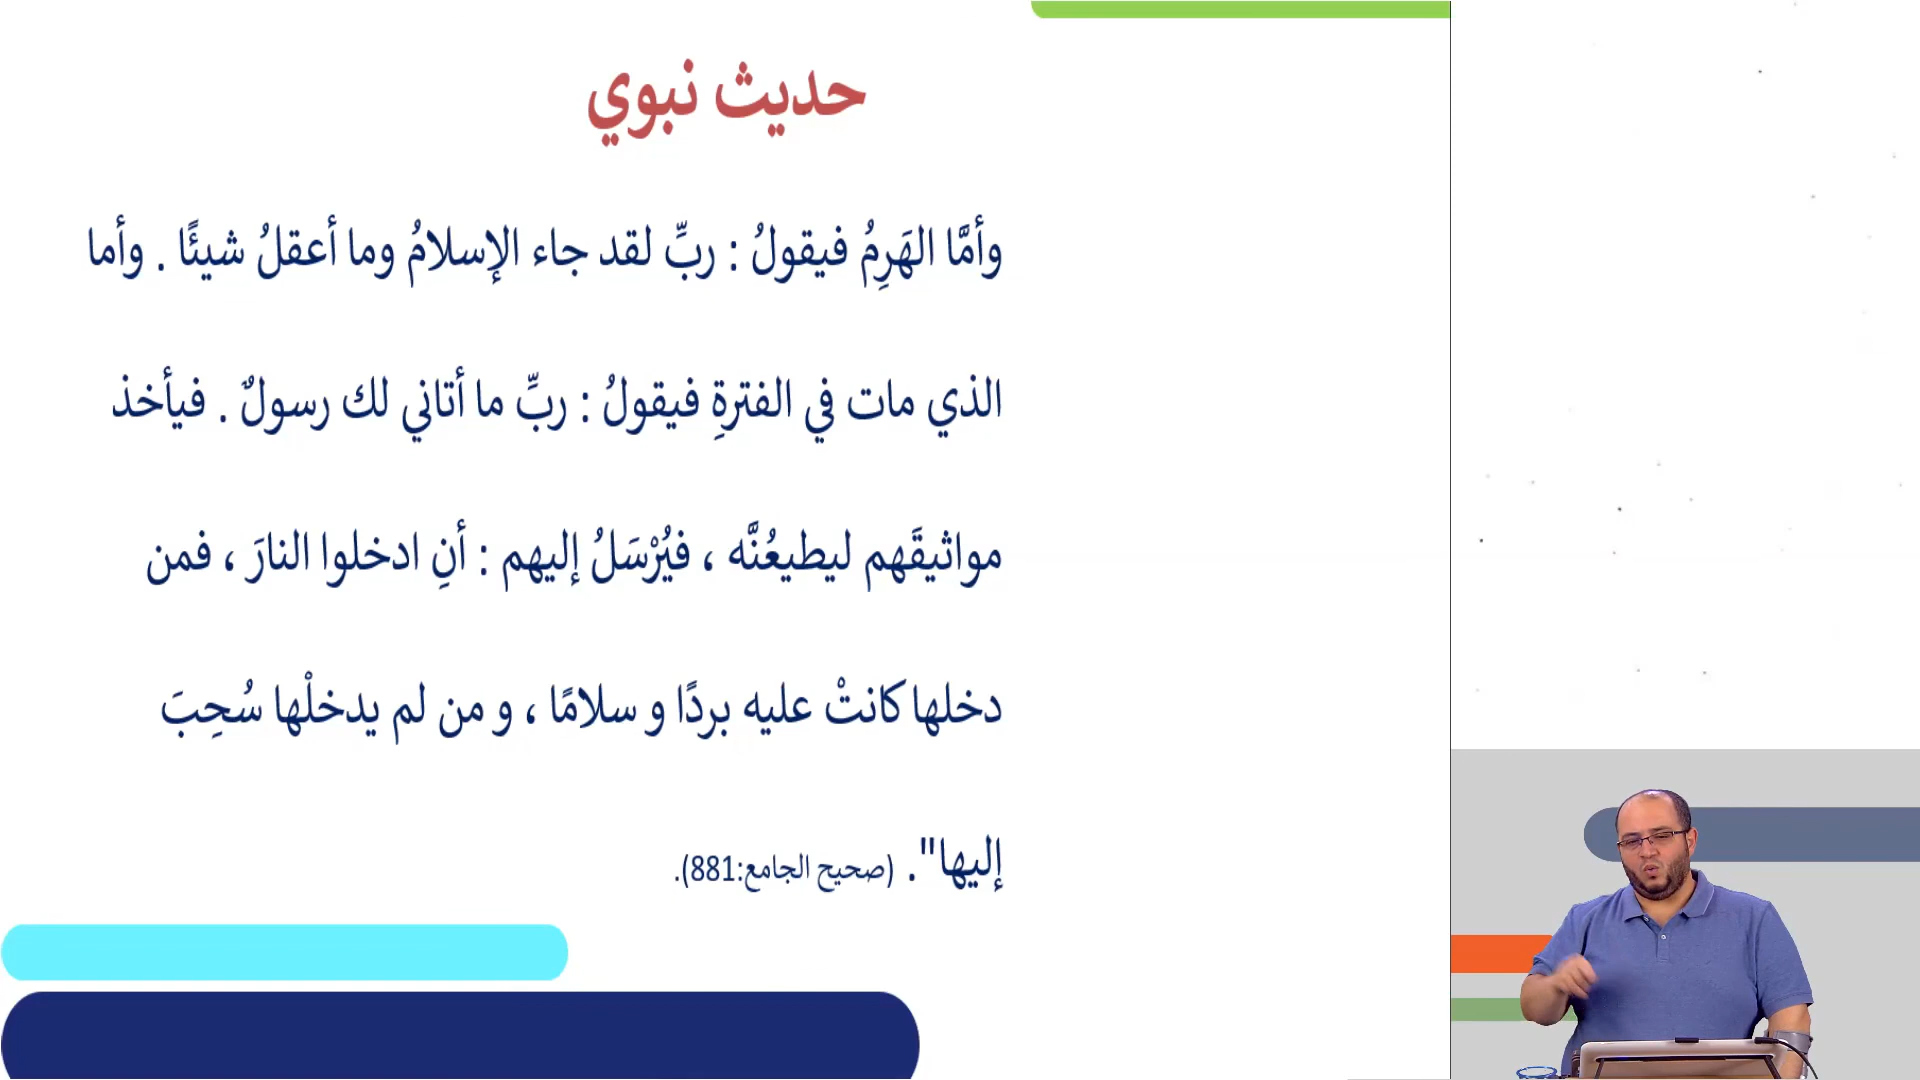 حديث نبوي
وأمَّا الهَرِمُ فيقولُ : ربِّ لقد جاء الإسلامُ وما أعقلُ شيئًا . وأما
الذي مات في الفترةِ فيقولُ : ربِّ ما أتاني لك رسولٌ . فيأخذ
مواثيقَهم ليطيعُنَّه ، فيُرْسَلُ إليهم : أنِ ادخلوا النارَ ، فمن
دخلها كانتْ عليه بردًا و سلامًا ، و من لم يدخلْها سُحِبَ
إليها". (صحيح الجامع:881).